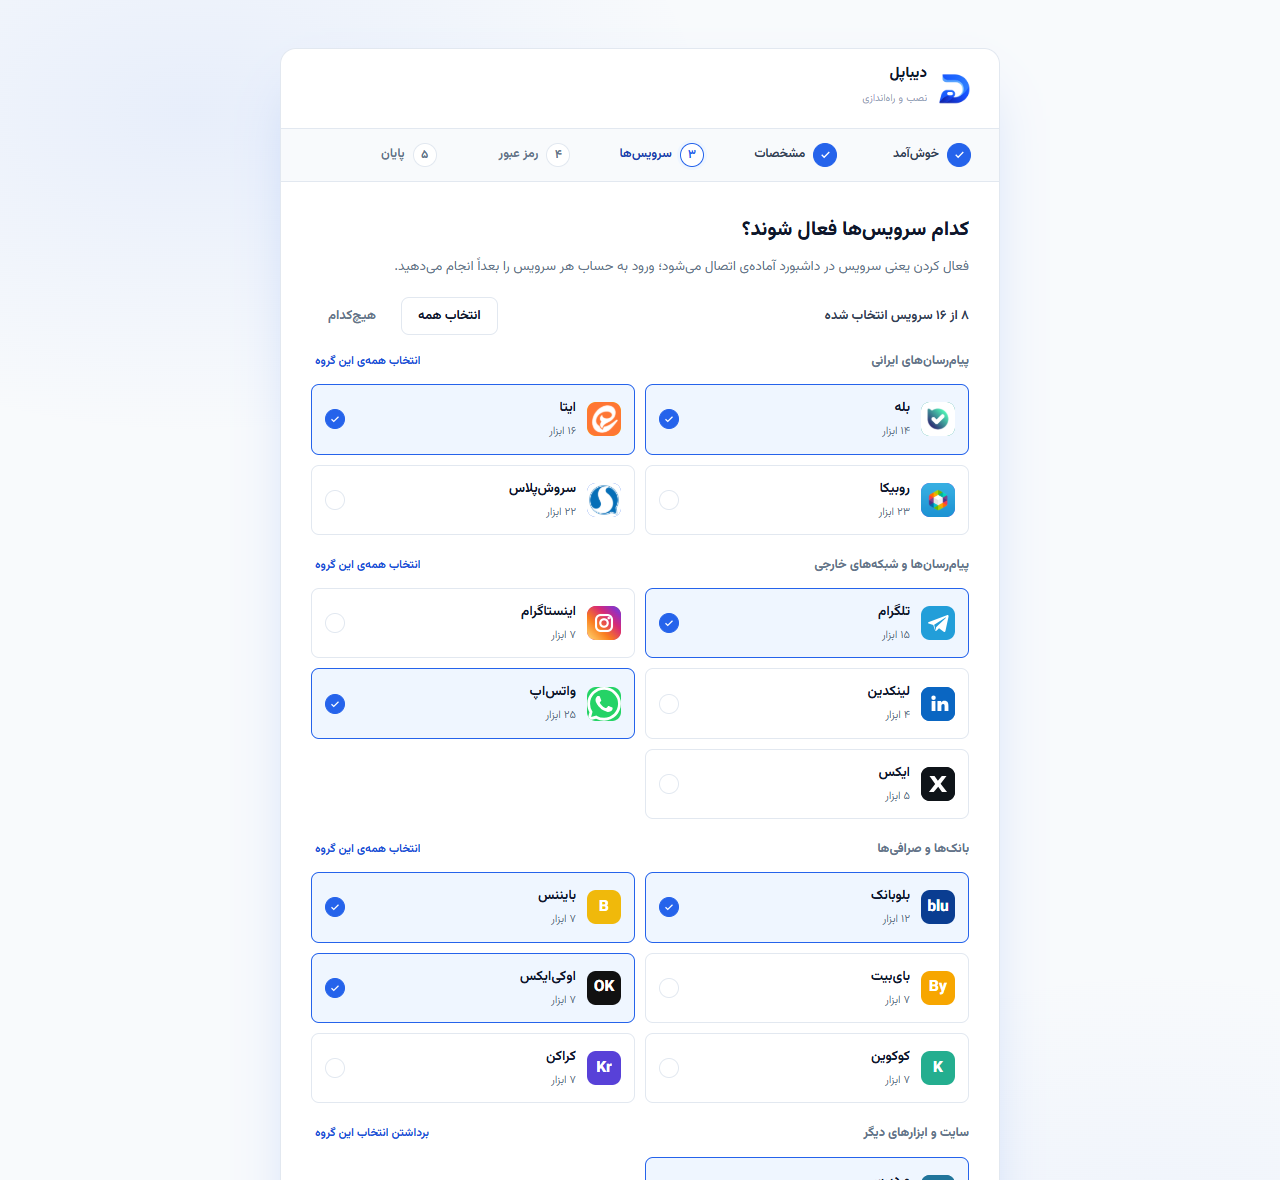 دیباپل
نصب و راه‌اندازی
خوش‌آمد
مشخصات
۳ سرویس‌ها
۴ رمز عبور
۵ پایان
کدام سرویس‌ها فعال شوند؟
فعال کردن یعنی سرویس در داشبورد آماده‌ی اتصال می‌شود؛ ورود به حساب هر سرویس را بعداً انجام می‌دهید.
۸ از ۱۶ سرویس انتخاب شده
انتخاب همه
هیچ‌کدام
پیام‌رسان‌های ایرانی
انتخاب همه‌ی این گروه
بله
۱۴ ابزار
ایتا
۱۶ ابزار
روبیکا
۲۳ ابزار
سروش‌پلاس
۲۲ ابزار
پیام‌رسان‌ها و شبکه‌های خارجی
انتخاب همه‌ی این گروه
تلگرام
۱۵ ابزار
اینستاگرام
۷ ابزار
in
لینکدین
۴ ابزار
واتس‌اپ
۲۵ ابزار
X
ایکس
۵ ابزار
بانک‌ها و صرافی‌ها
انتخاب همه‌ی این گروه
blu
بلوبانک
۱۲ ابزار
B
بایننس
۷ ابزار
By
بای‌بیت
۷ ابزار
OK
اوکی‌ایکس
۷ ابزار
K
کوکوین
۷ ابزار
Kr
کراکن
۷ ابزار
سایت و ابزارهای دیگر
برداشتن انتخاب این گروه